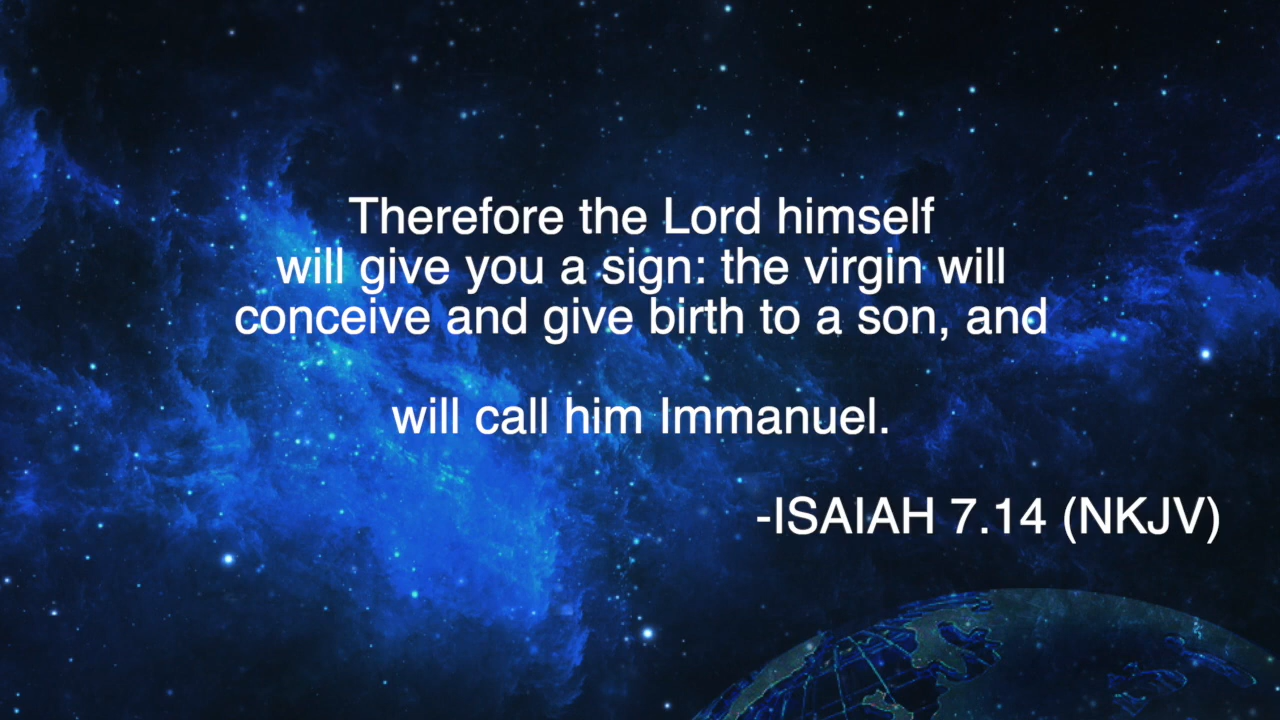 Therefore the Lord himself
will give you a sign: the virgin will
conceive and give birth to a son, and
will call him Immanuel.
-ISAIAH 7.14 (NKJV)